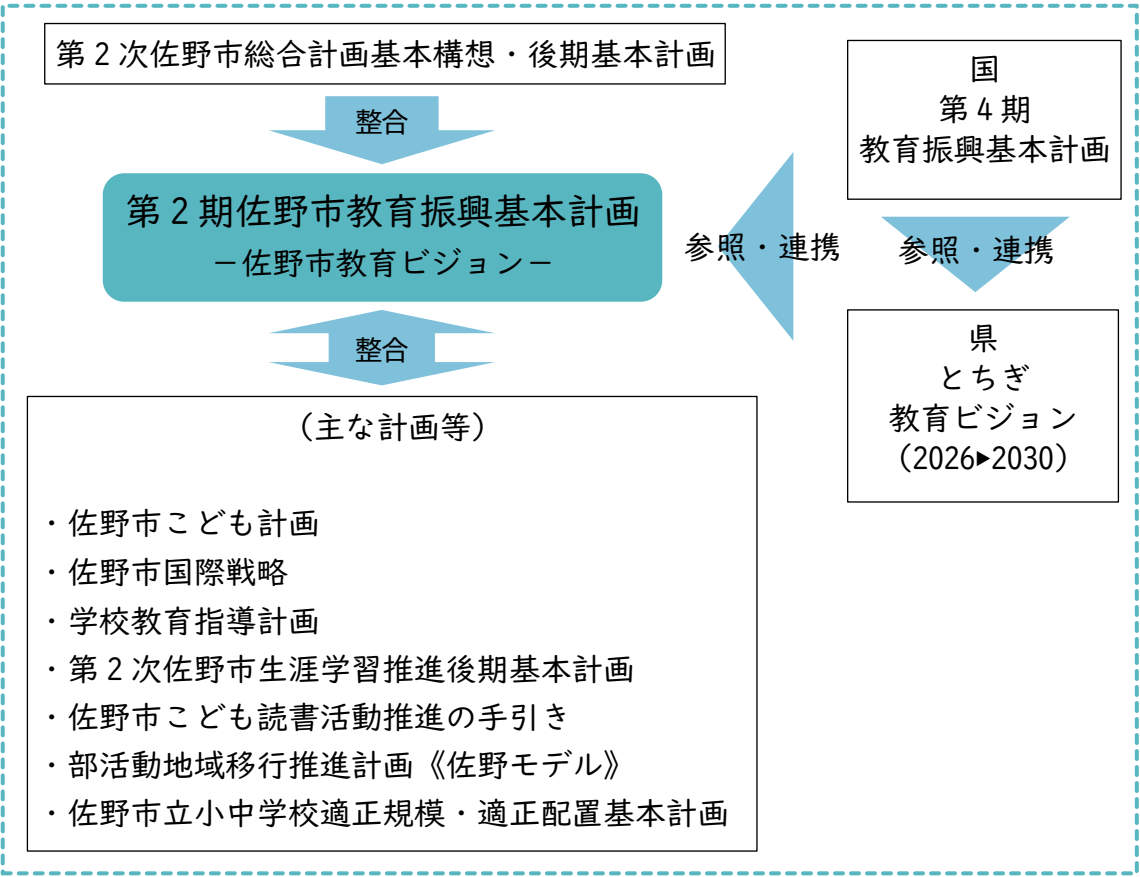 第2次佐野市総合計画基本構想・後期基本計画
整合
第2期佐野市教育振興基本計画
－佐野市教育ビジョン－
整合
（主な計画等）
・佐野市こども計画
・佐野市国際戦略
・学校教育指導計画
・第2次佐野市生涯学習推進後期基本計画
・佐野市こども読書活動推進の手引き
・部活動地域移行推進計画《佐野モデル》
・佐野市立小中学校適正規模・適正配置基本計画
参照・連携
国
第4期
教育振興基本計画
参照・連携
県
とちぎ
教育ビジョン
（2026▶2030）